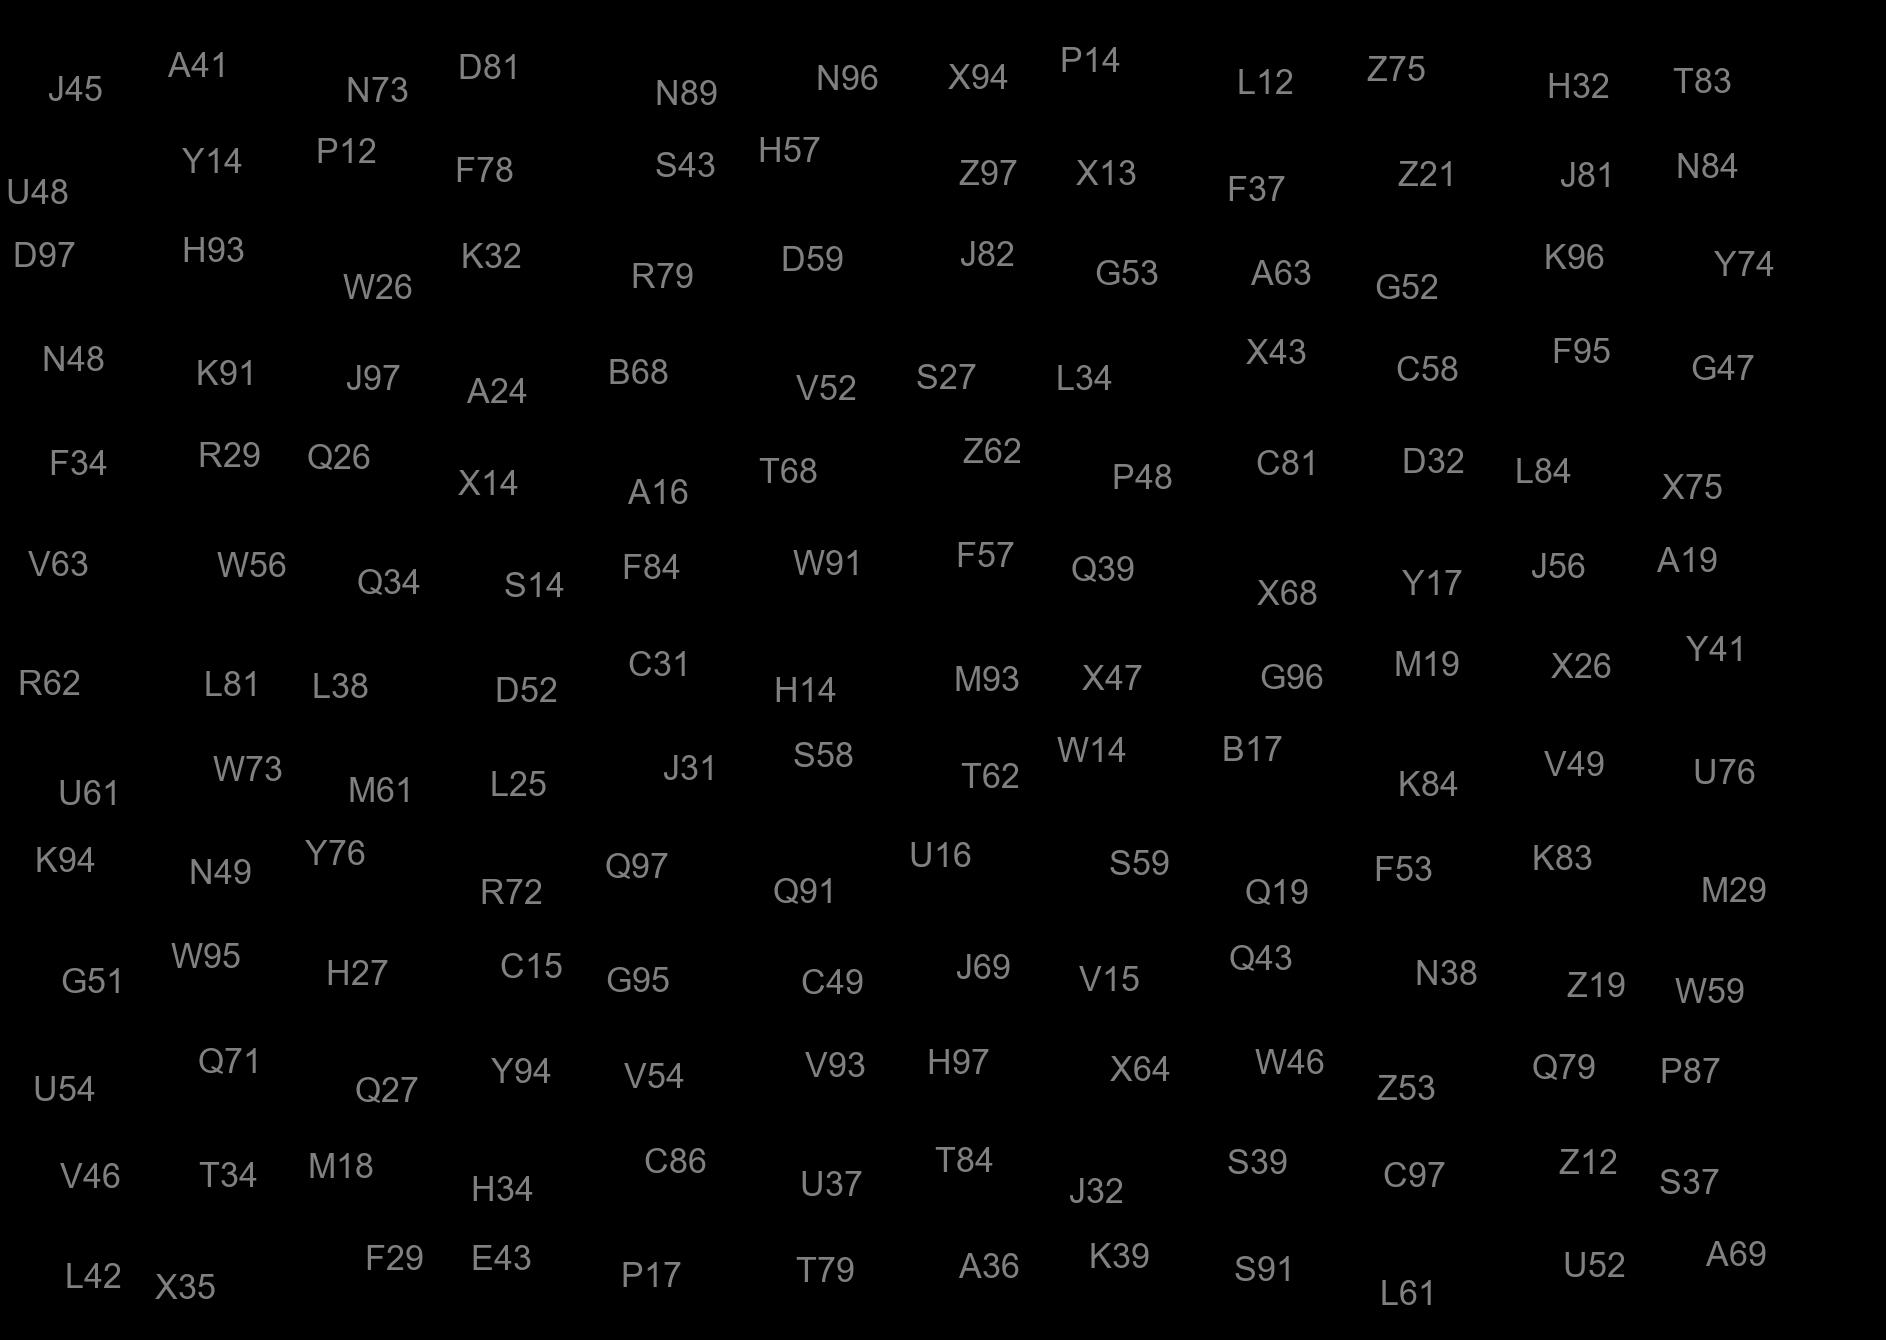 J45 A41 N73 D81 N89 N96 X94 P14 L12 Z75 H32 T83
U48 Y14 P12 F78 S43 H57 Z97 X13 F37 Z21 J81 N84
D97 H93 W26 K32 R79 D59 J82 G53 A63 G52 K96 Y74
N48 K91 J97 A24 B68 V52 S27 L34 X43 C58 F95 G47
F34 R29 Q26 X14 A16 T68 Z62 P48 C81 D32 L84 X75
V63 W56 Q34 S14 F84 W91 F57 Q39 X68 Y17 J56 A19
R62 L81 L38 D52 C31 H14 M93 X47 G96 M19 X26 Y41
U61 W73 M61 L25 J31 S58 T62 W14 B17 K84 V49 U76
K94 N49 Y76 R72 Q97 Q91 U16 S59 Q19 F53 K83 M29
G51 W95 H27 C15 G95 C49 J69 V15 Q43 N38 Z19 W59
U54 Q71 Q27 Y94 V54 V93 H97 X64 W46 Z53 Q79 P87
V46 T34 M18 H34 C86 U37 T84 J32 S39 C97 Z12 S37
L42 X35 F29 E43 P17 T79 A36 K39 S91 L61 U52 A69